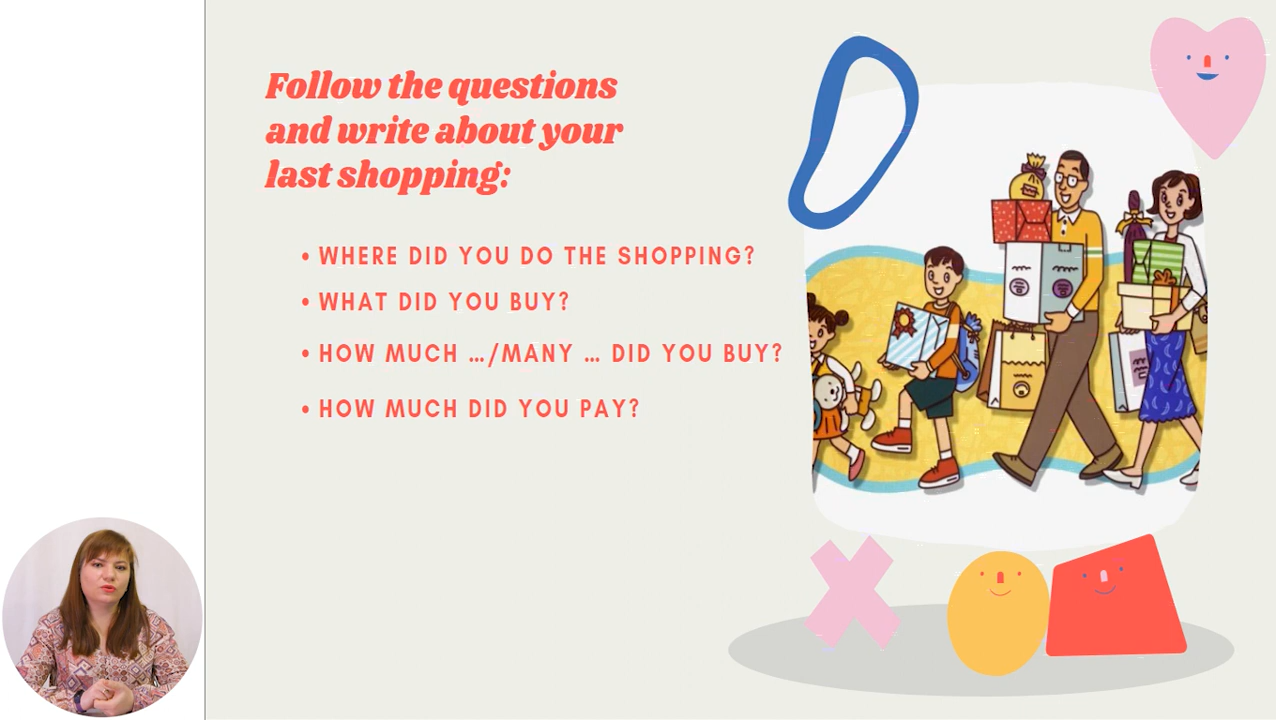 Follow the questions
and write about your
last shopping:
• WHERE DID YOU DO THE SHOPPING?
• WHAT DID YOU BUY?
• HOW MUCH .../MANY ... DID YOU BUY?
• HOW MUCH DID YOU PAY?